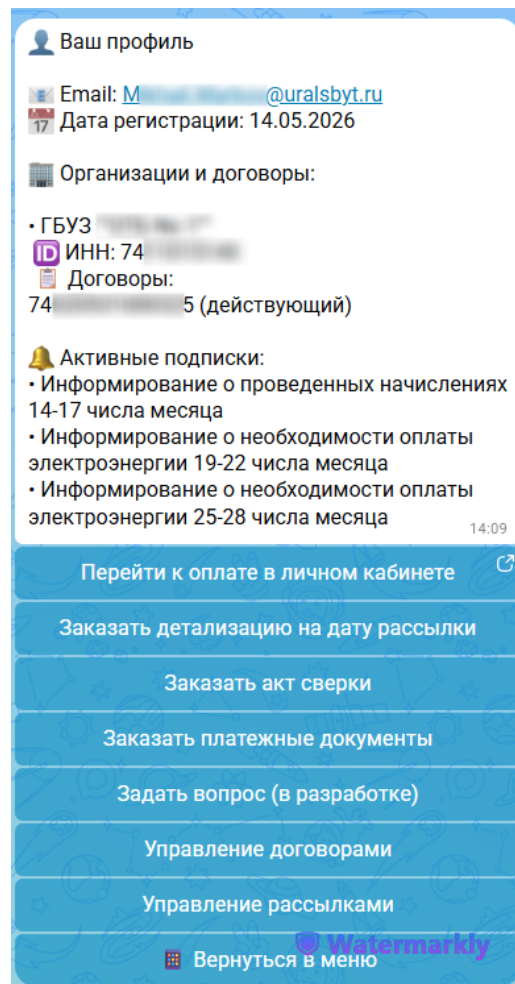 Ваш профиль
Email: M @uralsbyt.ru
17 Дата регистрации: 14.05.2026
Организации и договоры:
• ГБУЗ
ID ИНН: 74
Договоры:
74 5 (действующий)
Активные подписки:
• Информирование о проведенных начислениях
14-17 числа месяца
• Информирование о необходимости оплаты
электроэнергии 19-22 числа месяца
• Информирование о необходимости оплаты
электроэнергии 25-28 числа месяца
14:09
Перейти к оплате в личном кабинете
Заказать детализацию на дату рассылки
Заказать акт сверки
Заказать платежные документы
Задать вопрос (в разработке)
Управление договорами
Управление рассылками
Watermarkly
Вернуться в меню